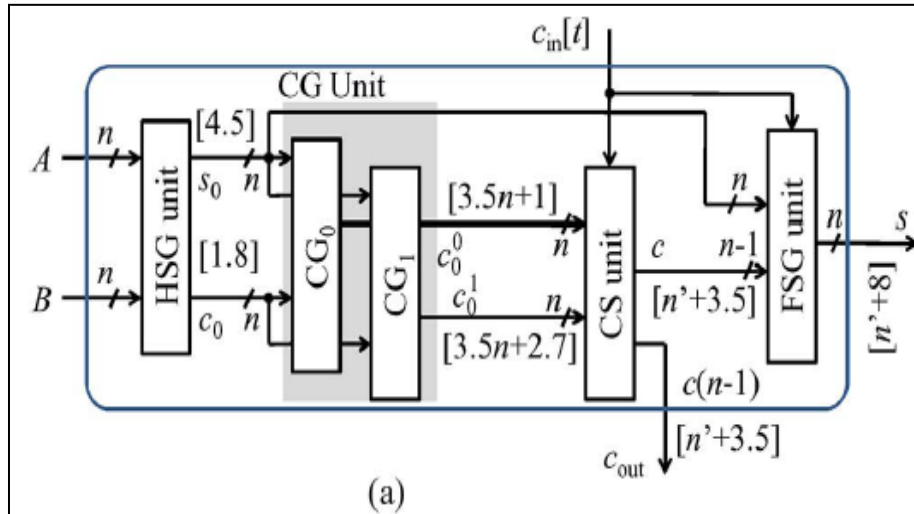 c_in[t]
CG Unit
n
[4.5]
A
s_0
n
HSG unit
CG_0
CG_1
[3.5n+1]
n
c_0^0
CS unit
n
FSG unit
n
s
[1.8]
n
B
c_0
n
c_0^1
n
[3.5n+2.7]
c
n-1
[n’+3.5]
[n’+8]
c(n-1)
[n’+3.5]
c_out
(a)